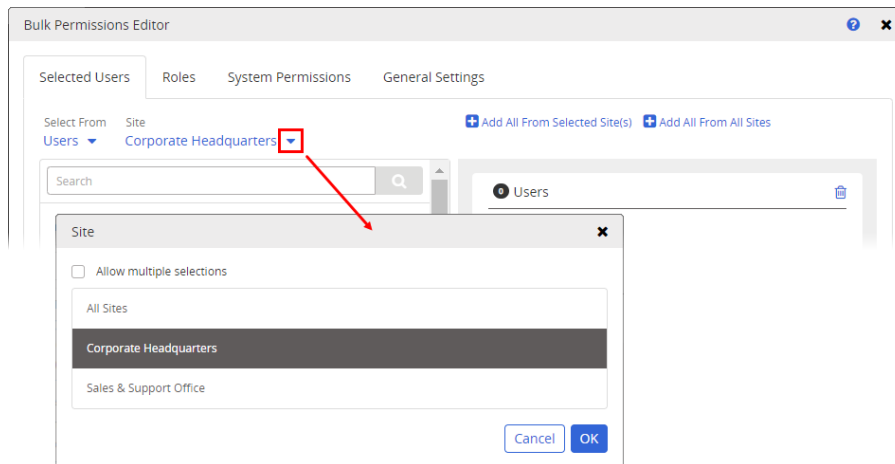 Bulk Permissions Editor ?
Selected Users Roles System Permissions General Settings
Select From Site
Users Corporate Headquarters
Add All From Selected Site(s) Add All From All Sites
Search
0 Users
Site
Allow multiple selections
All Sites
Corporate Headquarters
Sales & Support Office
Cancel OK